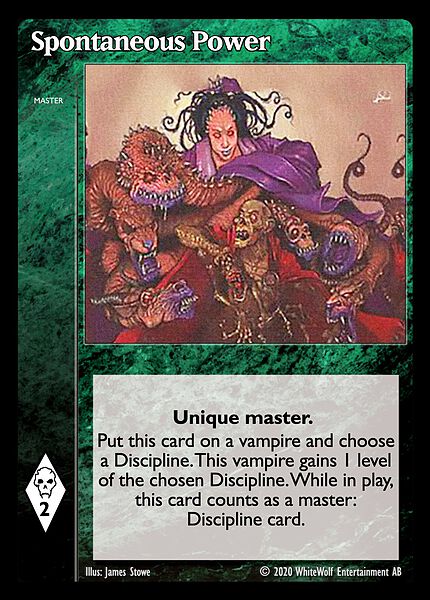 Spontaneous Power
MASTER
Unique master.
Put this card on a vampire and choose
a Discipline. This vampire gains 1 level
of the chosen Discipline. While in play,
this card counts as a master:
Discipline card.
2
Illus: James Stowe
© 2020 WhiteWolf Entertainment AB